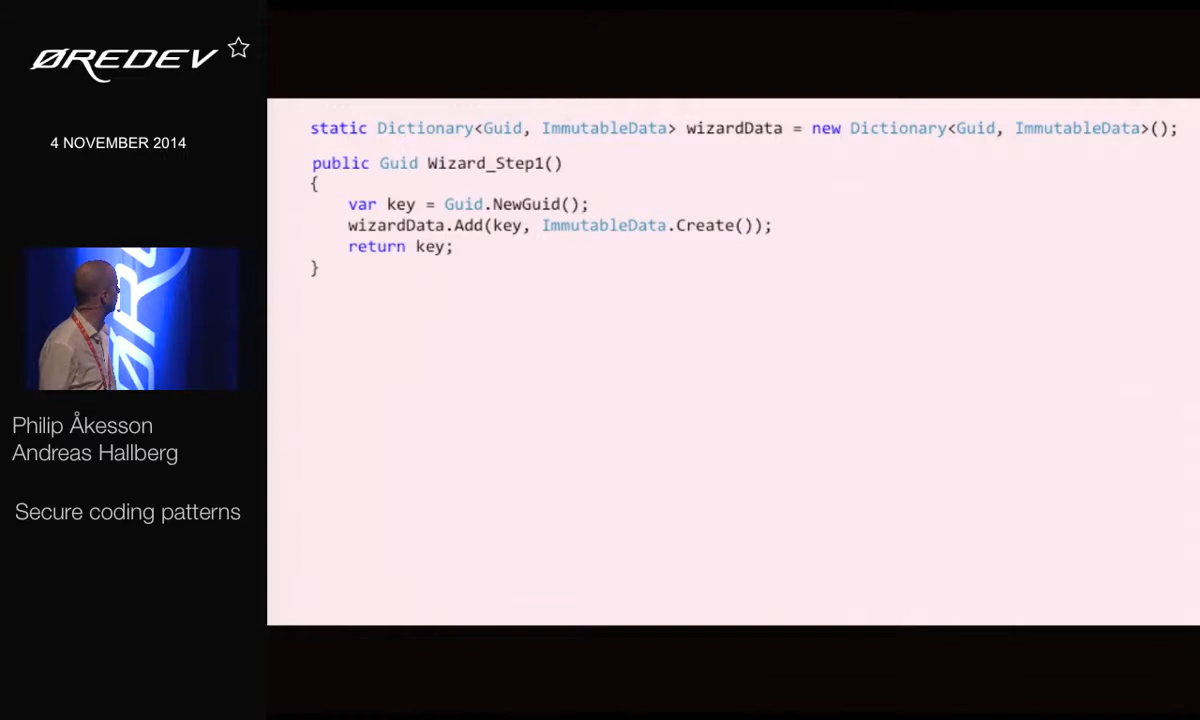 ØREDEV
4 NOVEMBER 2014
Philip Åkesson
Andreas Hallberg
Secure coding patterns
static Dictionary<Guid, ImmutableData> wizardData = new Dictionary<Guid, ImmutableData>();
public Guid Wizard_Step1()
{
    var key = Guid.NewGuid();
    wizardData.Add(key, ImmutableData.Create());
    return key;
}